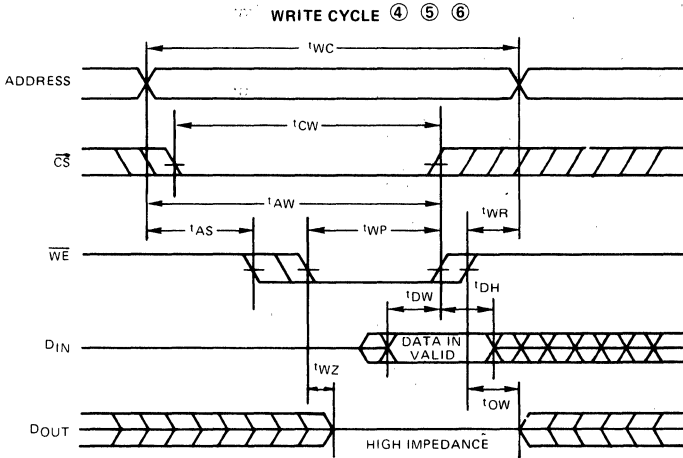 WRITE CYCLE ④ ⑤ ⑥
tWC
ADDRESS
tCW
CS
tAW
tWR
tAS
tWP
WE
tDH
tDW
DIN
DATA IN
VALID
tWZ
tOW
DOUT
HIGH IMPEDANCE